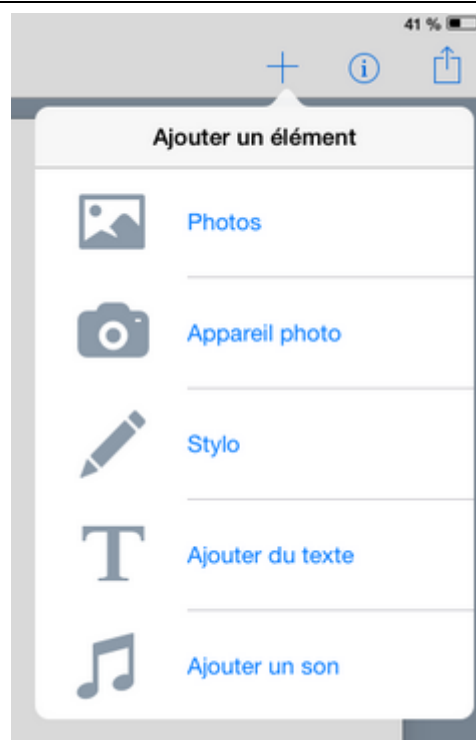 41 %
Ajouter un élément
Photos
Appareil photo
Stylo
Ajouter du texte
Ajouter un son